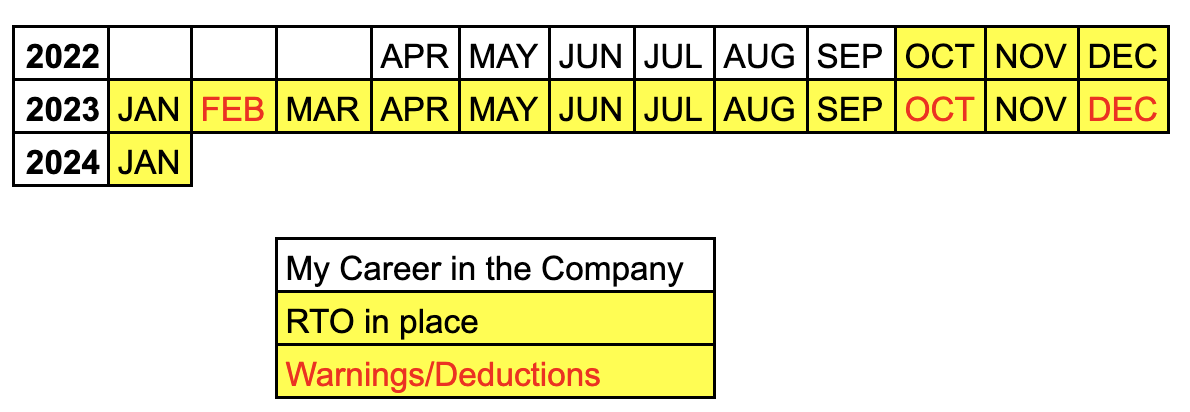 2022 APR MAY JUN JUL AUG SEP OCT NOV DEC
2023 JAN FEB MAR APR MAY JUN JUL AUG SEP OCT NOV DEC
2024 JAN
My Career in the Company
RTO in place
Warnings/Deductions